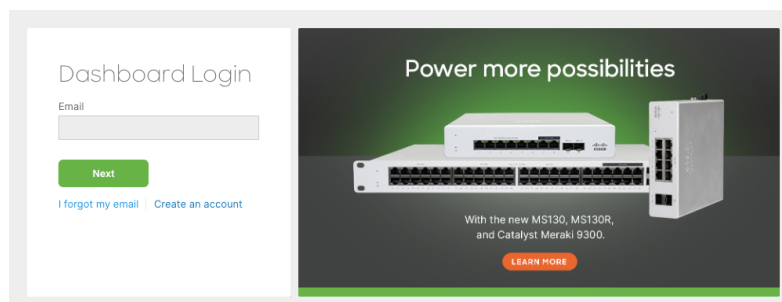 Dashboard Login
Email
Next
I forgot my email
Create an account
Power more possibilities
With the new MS130, MS130R,
and Catalyst Meraki 9300.
LEARN MORE